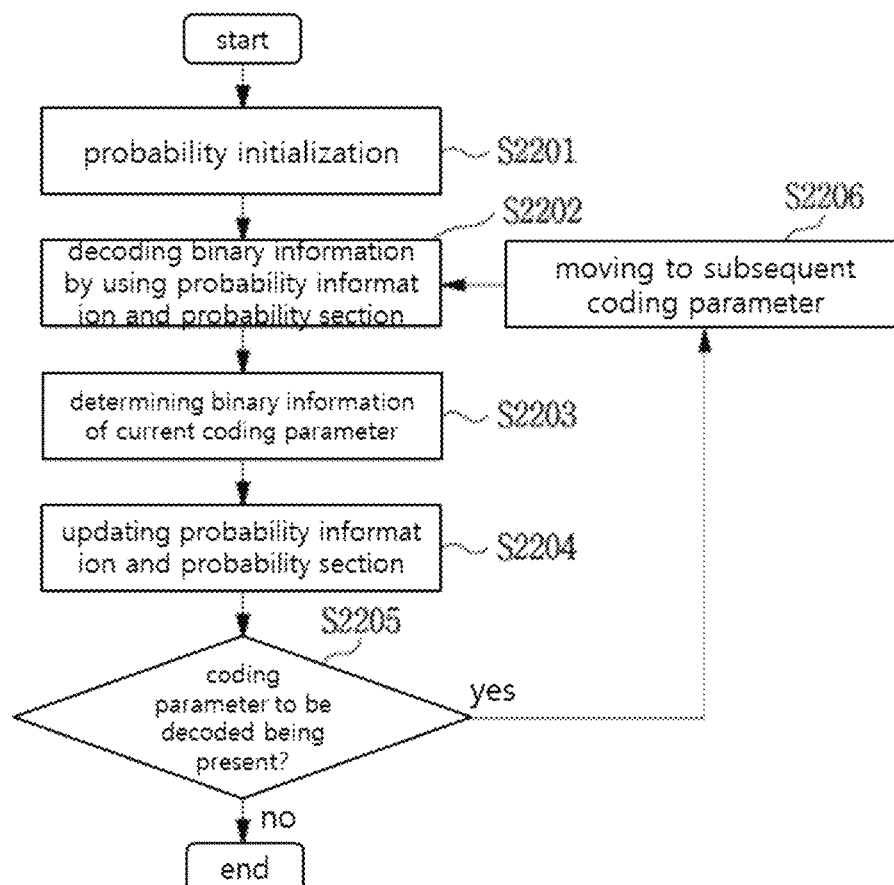 start
probability initialization
S2201
S2202
S2206
decoding binary information
by using probability informat
ion and probability section
moving to subsequent
coding parameter
determining binary information
of current coding parameter
S2203
updating probability informat
ion and probability section
S2204
S2205
coding
parameter to be
decoded being
present?
yes
no
end